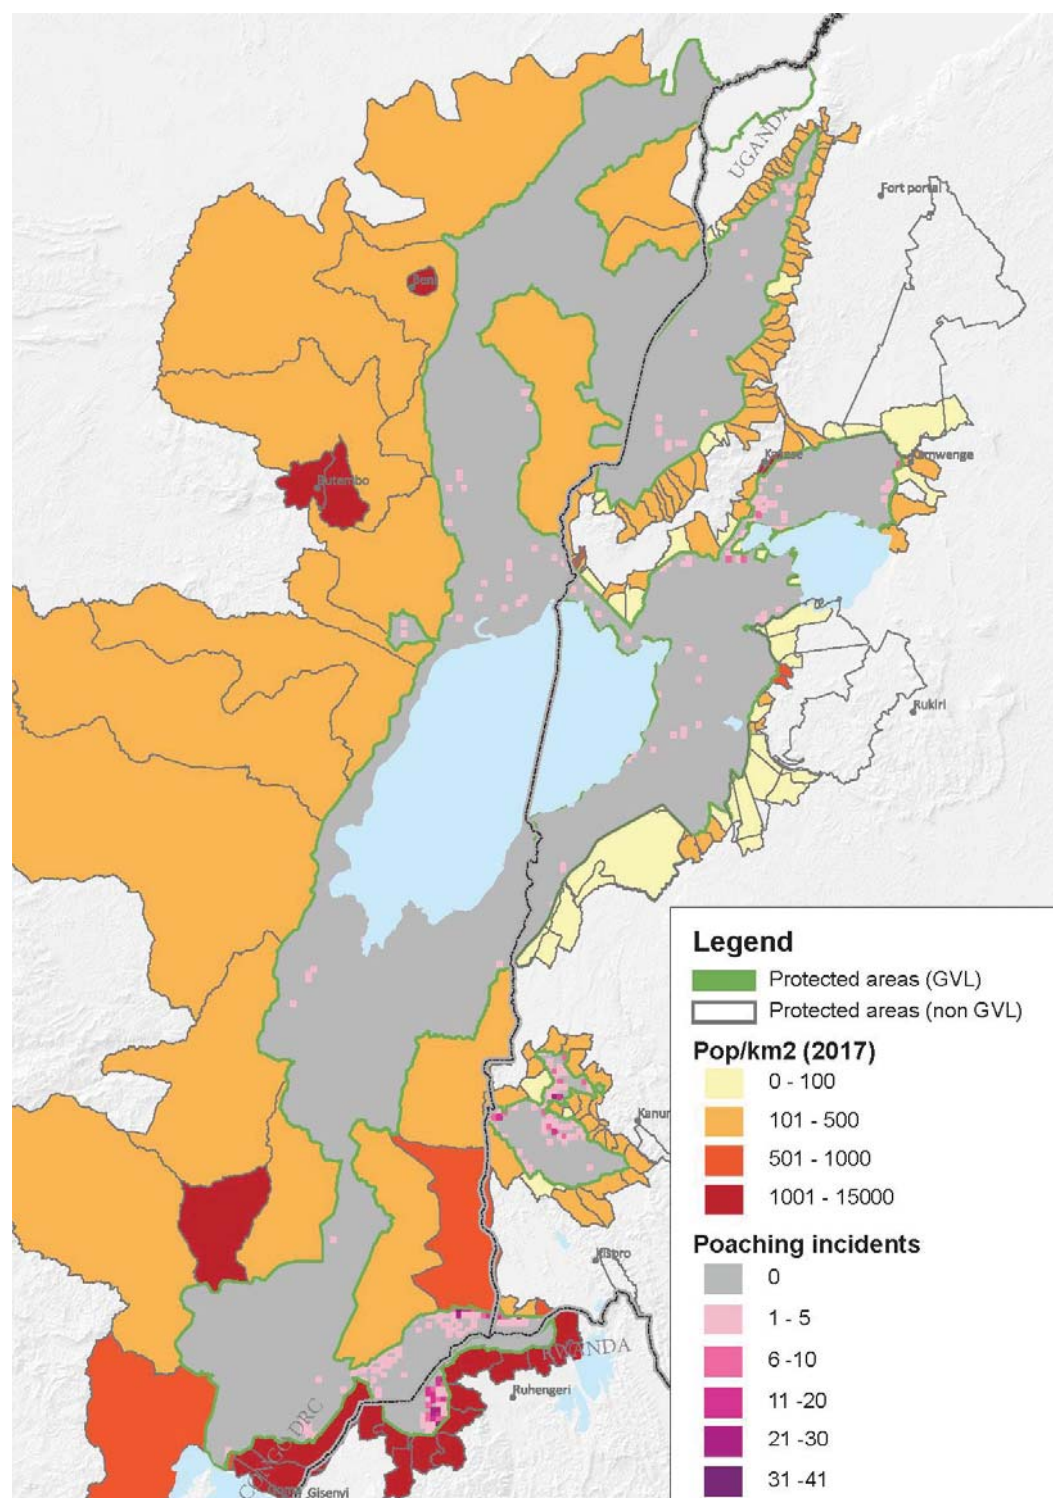 UGANDA
Fort portal
Beni
Kasese
Kamwenge
Butembo
Rukiri
Legend
Protected areas (GVL)
Protected areas (non GVL)
Pop/km2 (2017)
0 - 100
101 - 500
501 - 1000
1001 - 15000
Kanun
Kisoro
Poaching incidents
0
1 - 5
6 -10
11 -20
21 -30
31 -41
RWANDA
Ruhengeri
CONGO DRC
Gisenyi